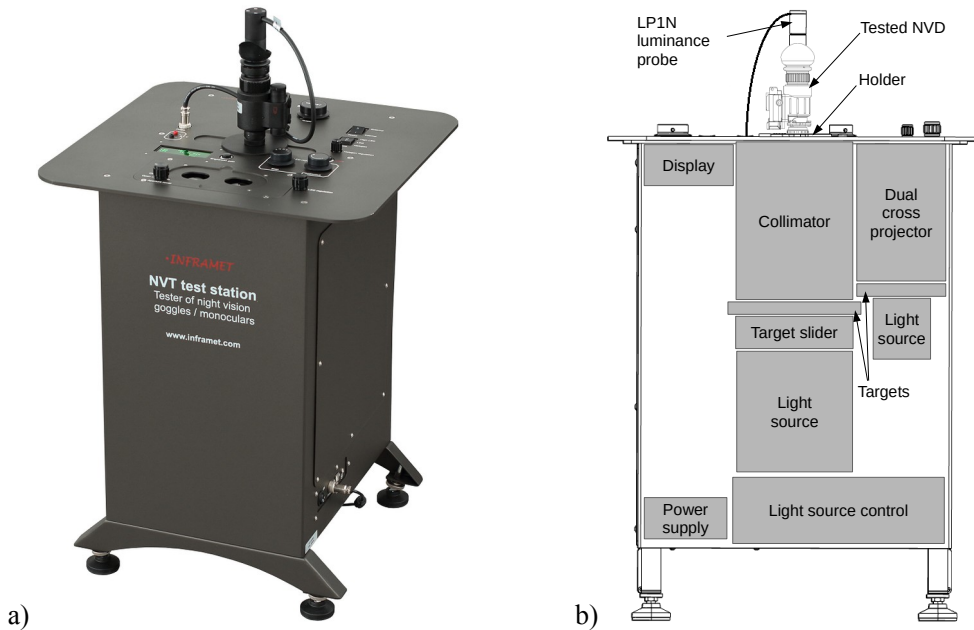 INFRAMET
NVT test station
Tester of night vision
goggles / monoculars
www.inframet.com
a)
LP1N
luminance
probe
Tested NVD
Holder
Display
Collimator
Dual
cross
projector
Target slider
Light
source
Targets
Light
source
Power
supply
Light source control
b)